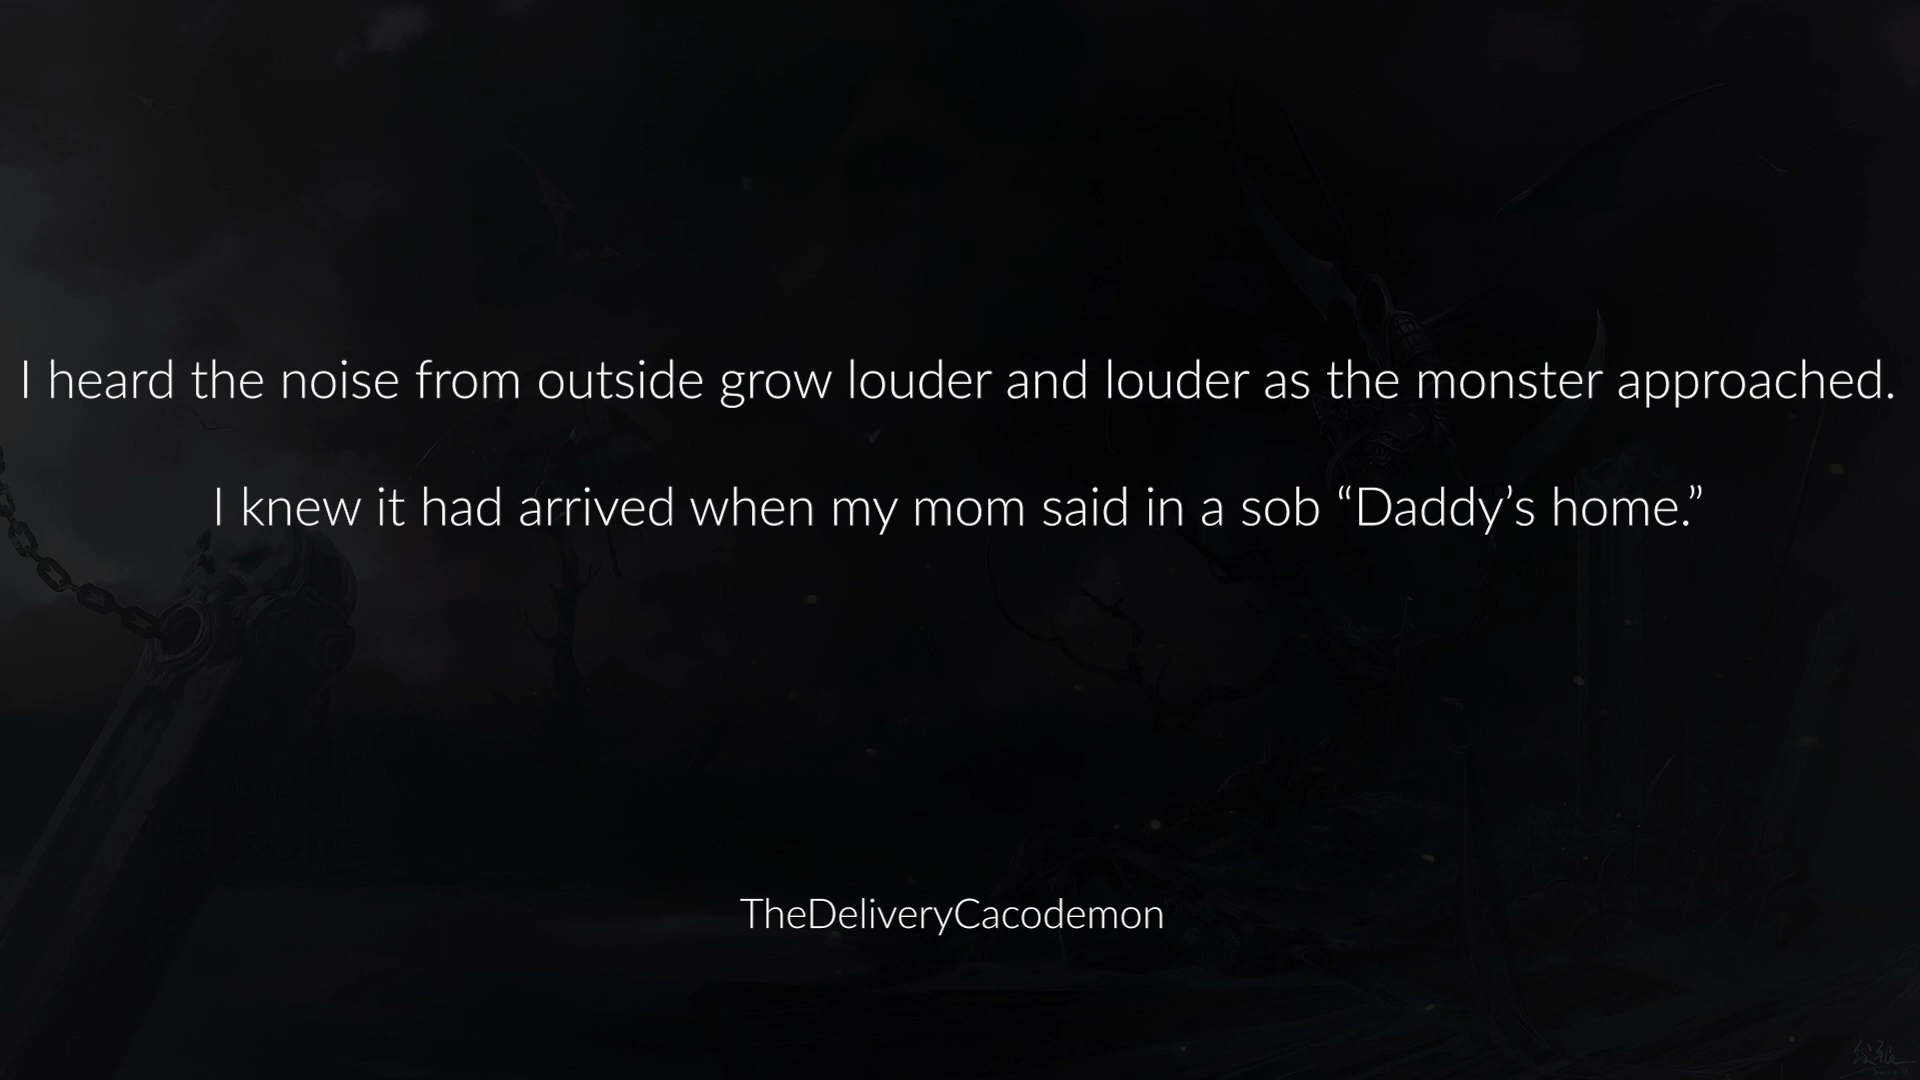 I heard the noise from outside grow louder and louder as the monster approached.
I knew it had arrived when my mom said in a sob “Daddy’s home.”
TheDeliveryCacodemon